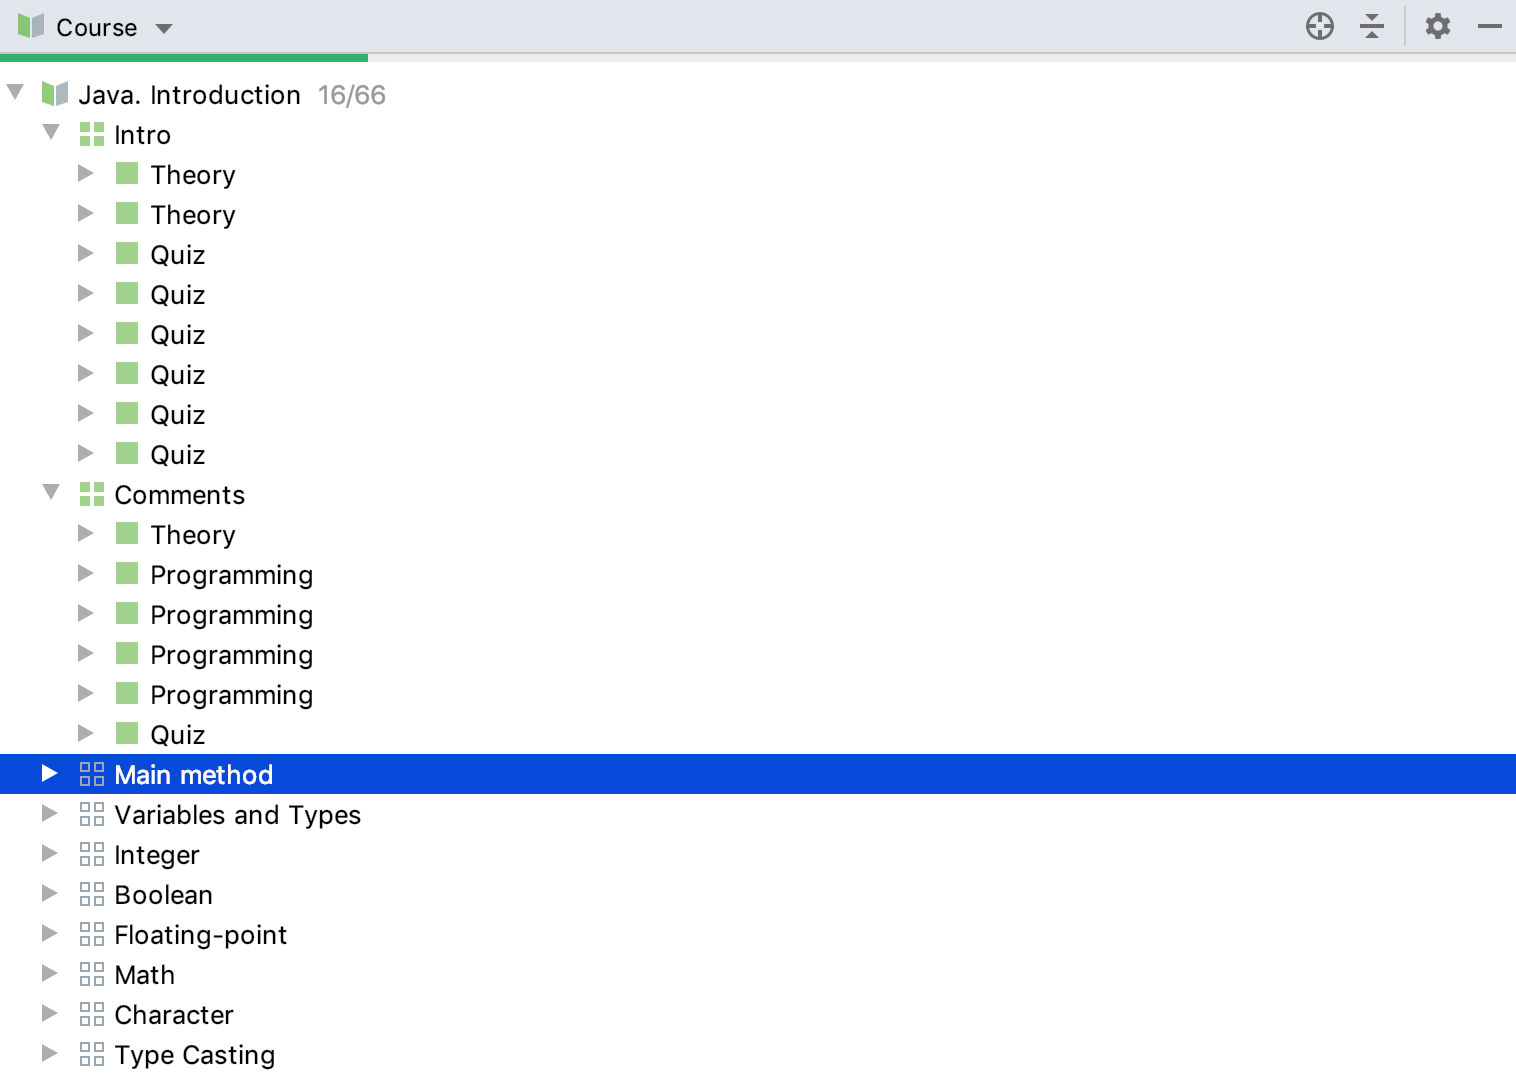 Course
Java. Introduction 16/66
Intro
Theory
Theory
Quiz
Quiz
Quiz
Quiz
Quiz
Quiz
Comments
Theory
Programming
Programming
Programming
Programming
Quiz
Main method
Variables and Types
Integer
Boolean
Floating-point
Math
Character
Type Casting